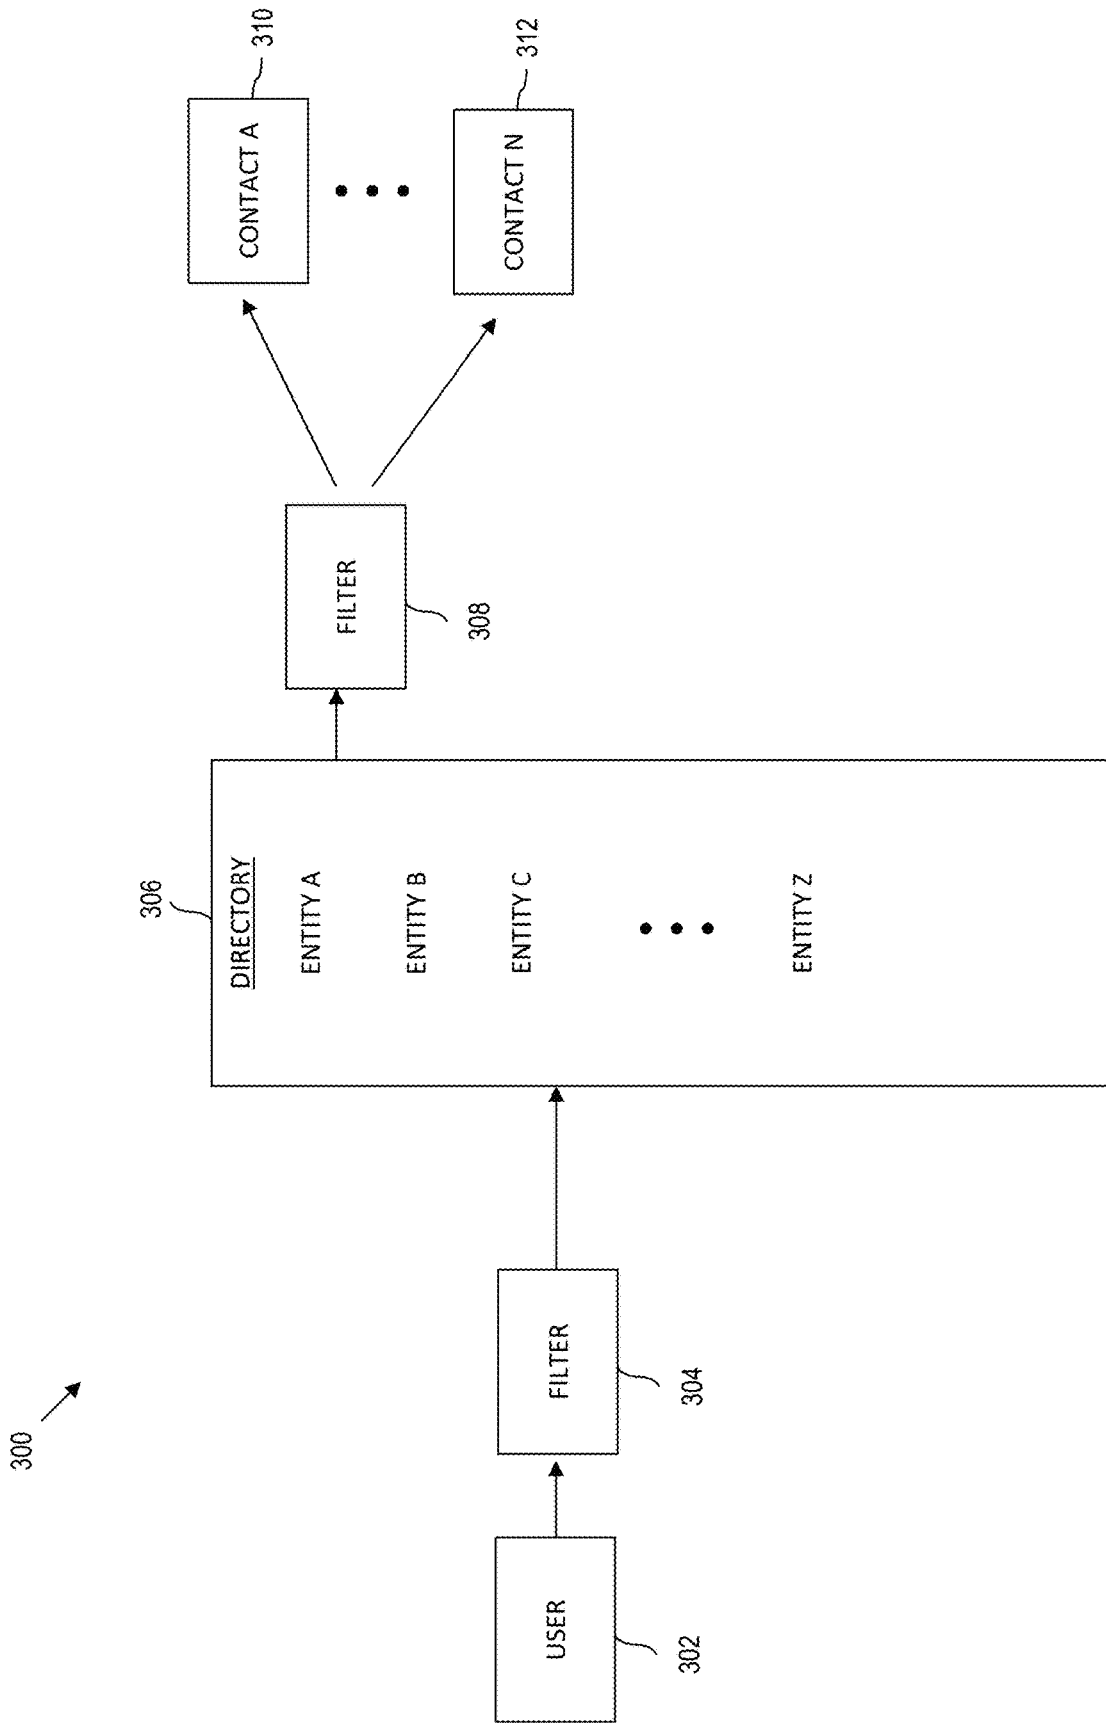 300
USER
302
FILTER
304
306
DIRECTORY
ENTITY A
ENTITY B
ENTITY C
ENTITY Z
FILTER
308
CONTACT A
310
CONTACT N
312